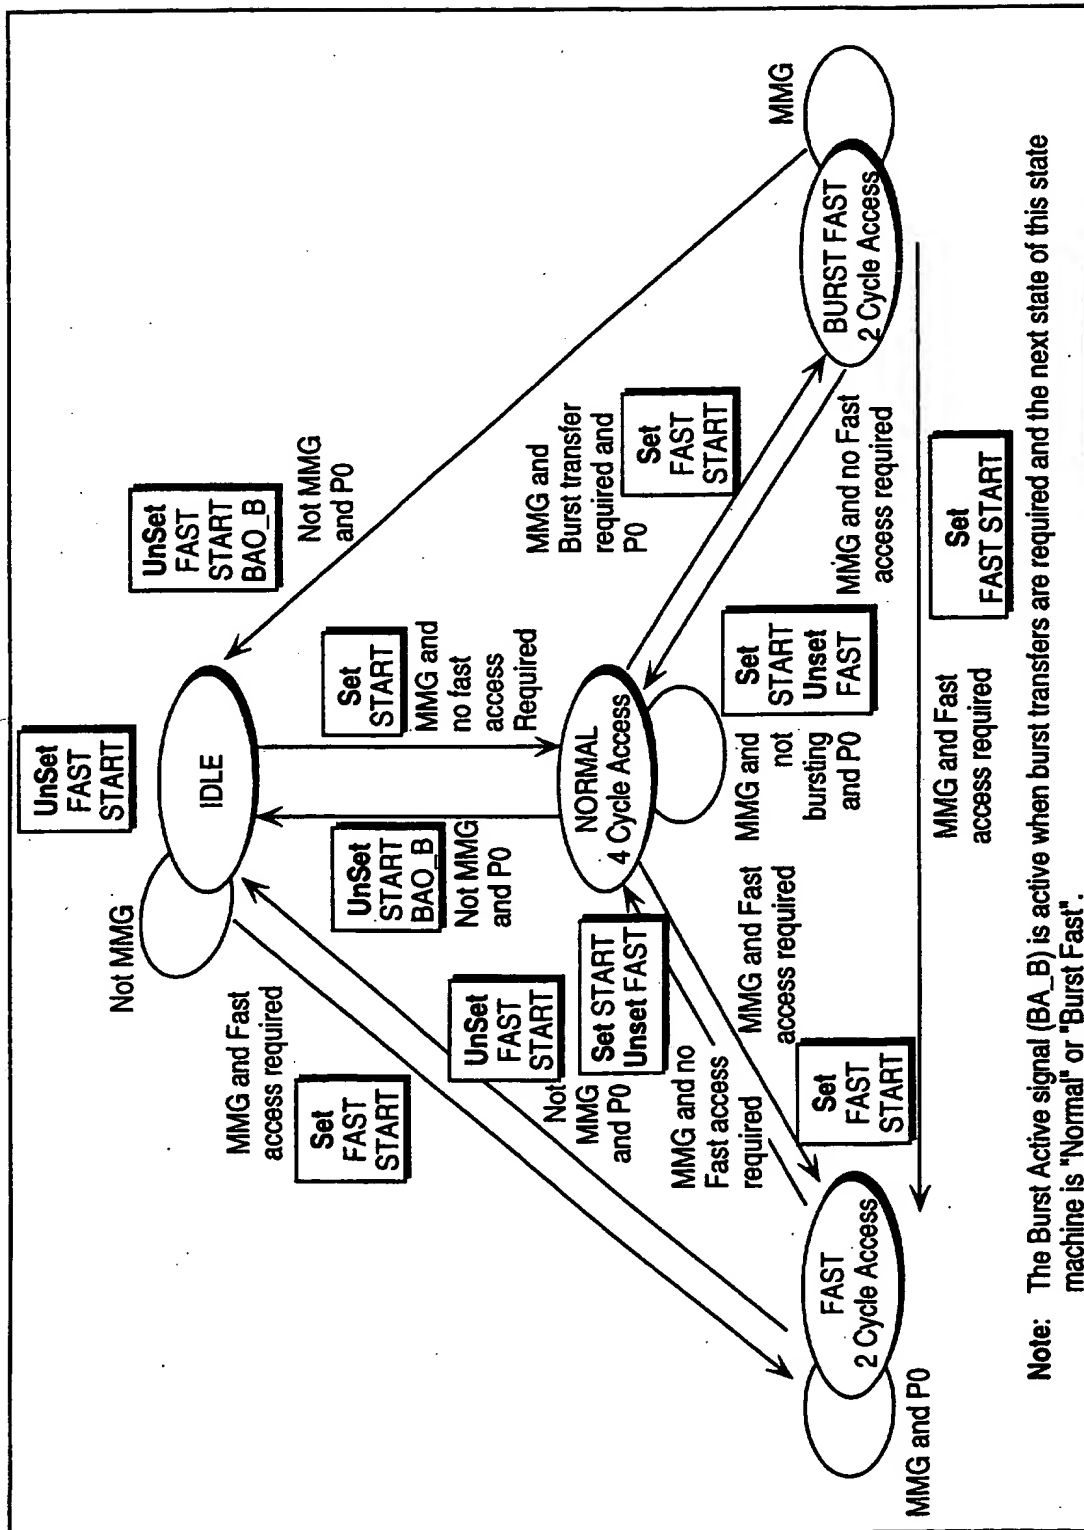 UnSet
FAST
START
Not MMG
IDLE
UnSet
FAST
START
BAO_B
Not MMG
and P0
MMG and Fast
access required
Set
FAST
START
UnSet
START
BAO_B
Not MMG
and P0
Set
START
MMG and
no fast
access
Required
UnSet
FAST
START
Not
MMG
and P0
Set START
Unset FAST
MMG and no
Fast access
required
NORMAL
4 Cycle Access
MMG and
Burst transfer
required and
P0
Set
FAST
START
MMG and Fast
access required
Set
FAST
START
MMG and
not
bursting
and P0
Set
START
Unset
FAST
MMG and no Fast
access required
FAST
2 Cycle Access
MMG and P0
BURST FAST
2 Cycle Access
MMG
MMG and Fast
access required
Set
FAST START
Note: The Burst Active signal (BA_B) is active when burst transfers are required and the next state of this state
machine is "Normal" or "Burst Fast".